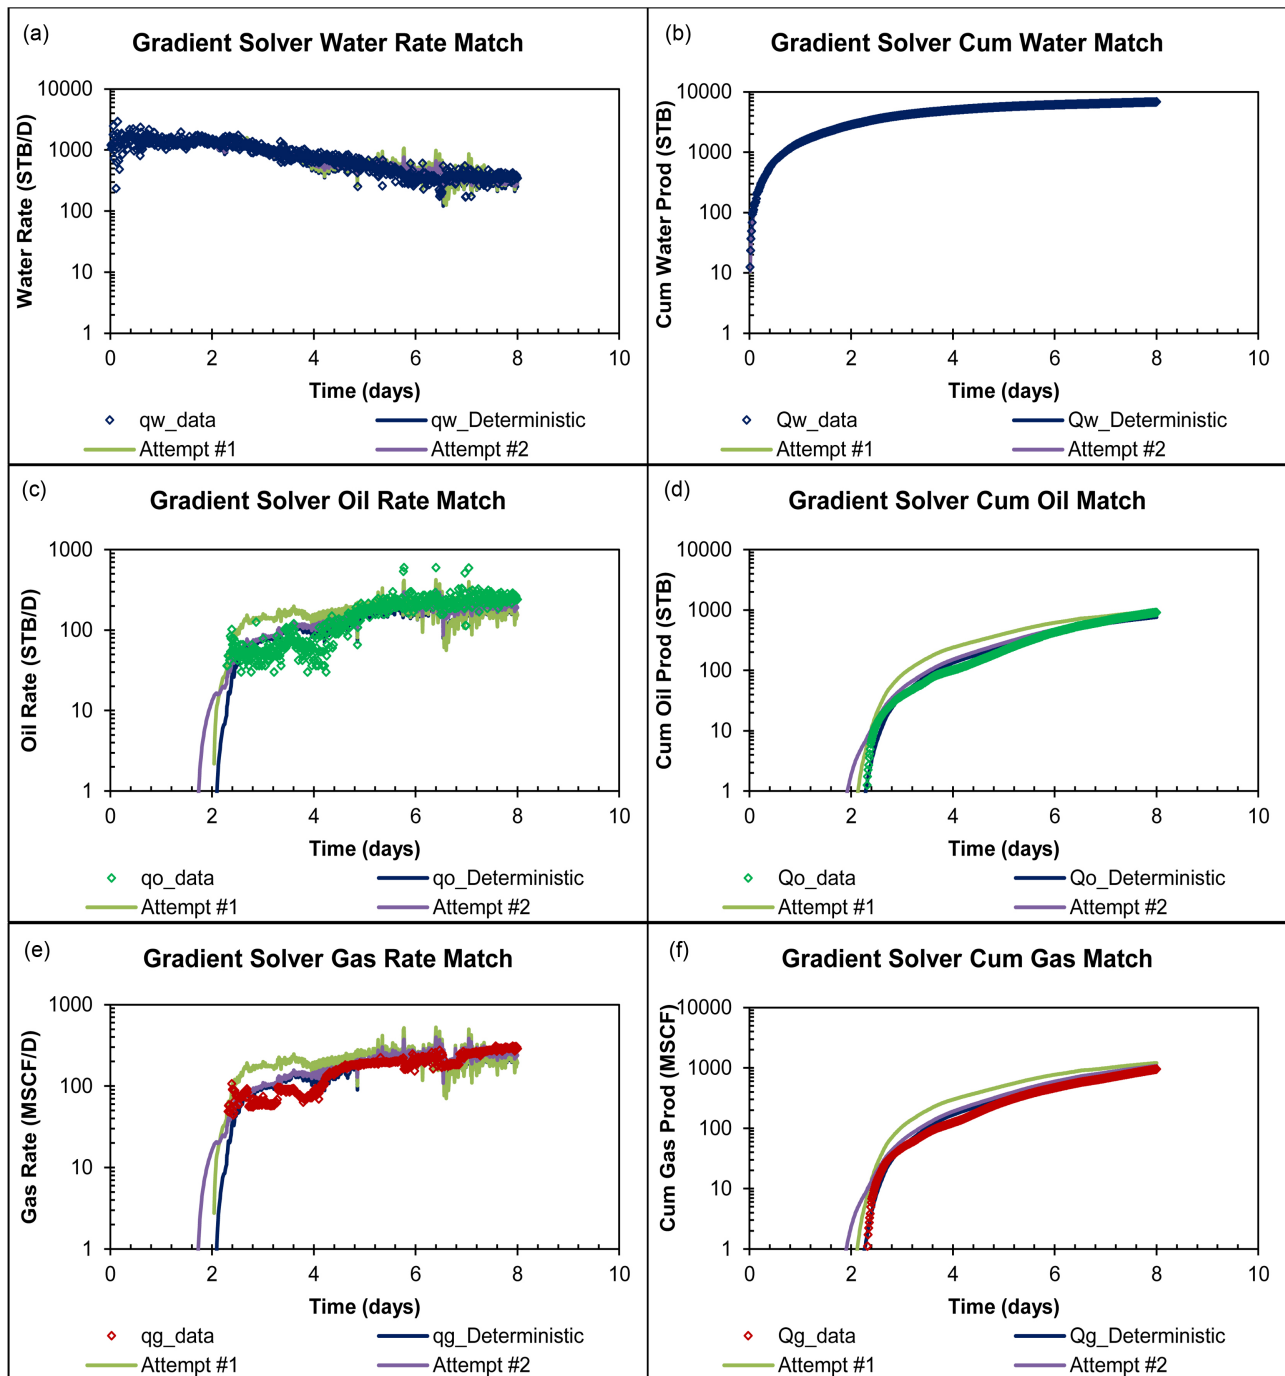 (a)
Gradient Solver Water Rate Match
Water Rate (STB/D)
10000
1000
100
10
1
0 2 4 6 8 10
Time (days)
qw_data qw_Deterministic
Attempt #1 Attempt #2
(b)
Gradient Solver Cum Water Match
Cum Water Prod (STB)
10000
1000
100
10
1
0 2 4 6 8 10
Time (days)
Qw_data Qw_Deterministic
Attempt #1 Attempt #2
(c)
Gradient Solver Oil Rate Match
Oil Rate (STB/D)
1000
100
10
1
0 2 4 6 8 10
Time (days)
qo_data qo_Deterministic
Attempt #1 Attempt #2
(d)
Gradient Solver Cum Oil Match
Cum Oil Prod (STB)
10000
1000
100
10
1
0 2 4 6 8 10
Time (days)
Qo_data Qo_Deterministic
Attempt #1 Attempt #2
(e)
Gradient Solver Gas Rate Match
Gas Rate (MSCF/D)
1000
100
10
1
0 2 4 6 8 10
Time (days)
qg_data qg_Deterministic
Attempt #1 Attempt #2
(f)
Gradient Solver Cum Gas Match
Cum Gas Prod (MSCF)
10000
1000
100
10
1
0 2 4 6 8 10
Time (days)
Qg_data Qg_Deterministic
Attempt #1 Attempt #2